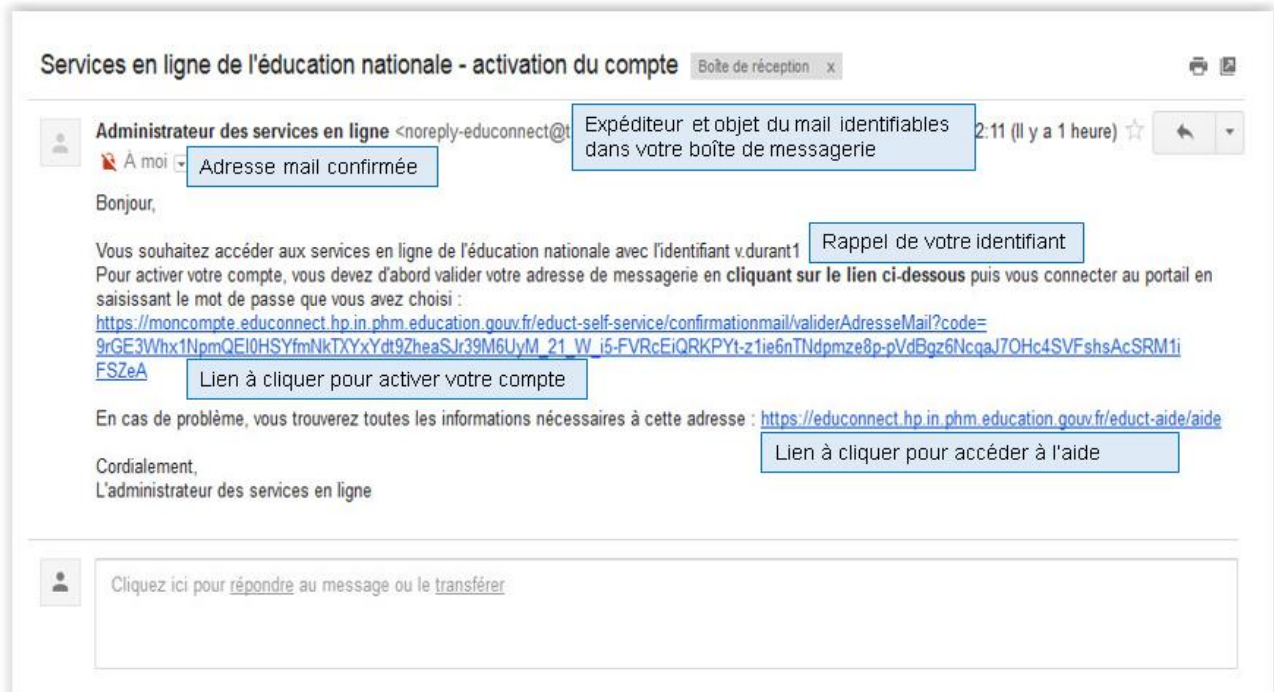 Services en ligne de l'éducation nationale - activation du compte Boîte de réception x
Administrateur des services en ligne <noreply-educonnect@t
Expéditeur et objet du mail identifiables
dans votre boîte de messagerie
2:11 (Il y a 1 heure)
À moi
Adresse mail confirmée
Bonjour,
Vous souhaitez accéder aux services en ligne de l'éducation nationale avec l'identifiant v.durant1
Rappel de votre identifiant
Pour activer votre compte, vous devez d'abord valider votre adresse de messagerie en cliquant sur le lien ci-dessous puis vous connecter au portail en
saisissant le mot de passe que vous avez choisi :
https://moncompte.educonnect.hp.in.phm.education.gouv.fr/educt-self-service/confirmationmail/validerAdresseMail?code=
9rGE3Whx1NpmQEI0HSYfmNkTXYxYdt9ZheaSJr39M6UyM_21_W_i5-FVRcEiQRKPYt-z1ie6nTNdpmze8p-pVdBgz6NcqaJ7OHc4SVFshsAcSRM1i
FSZeA
Lien à cliquer pour activer votre compte
En cas de problème, vous trouverez toutes les informations nécessaires à cette adresse : https://educonnect.hp.in.phm.education.gouv.fr/educt-aide/aide
Lien à cliquer pour accéder à l'aide
Cordialement,
L'administrateur des services en ligne
Cliquez ici pour répondre au message ou le transférer